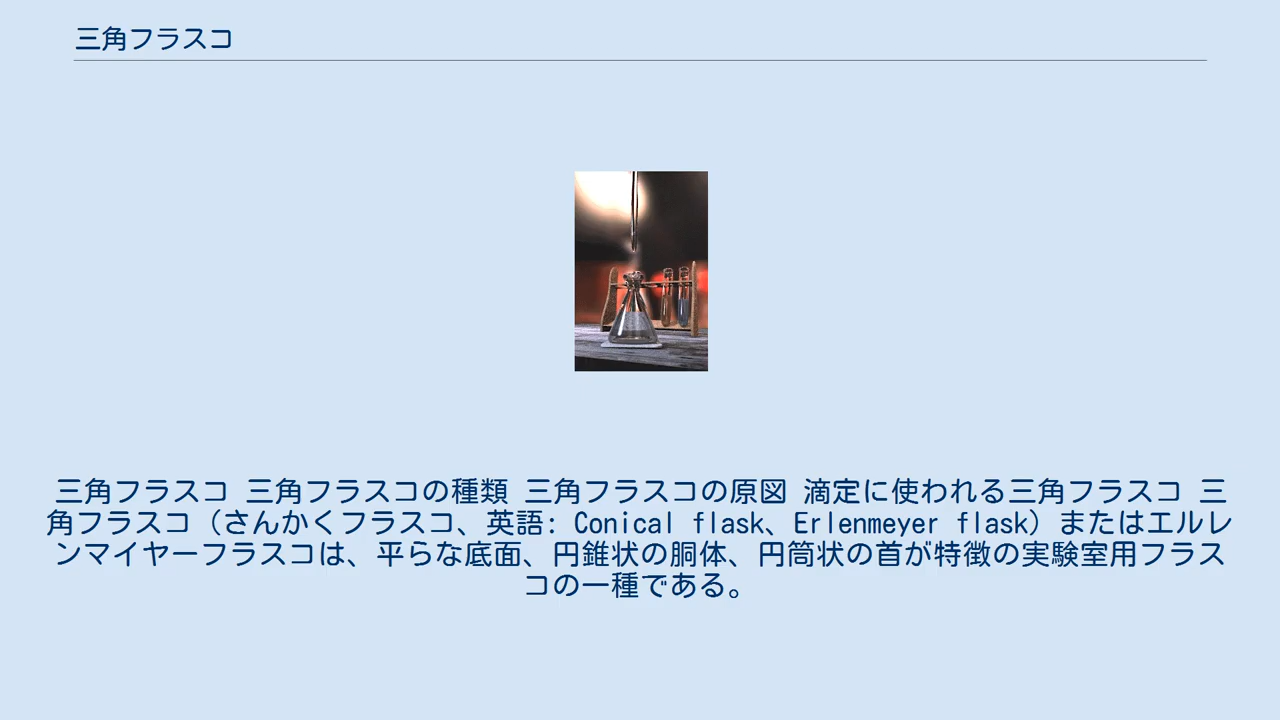 三角フラスコ
三角フラスコ 三角フラスコの種類 三角フラスコの原図 滴定に使われる三角フラスコ 三
角フラスコ（さんかくフラスコ、英語: Conical flask、Erlenmeyer flask）またはエルレ
ンマイヤーフラスコは、平らな底面、円錐状の胴体、円筒状の首が特徴の実験室用フラス
コの一種である。